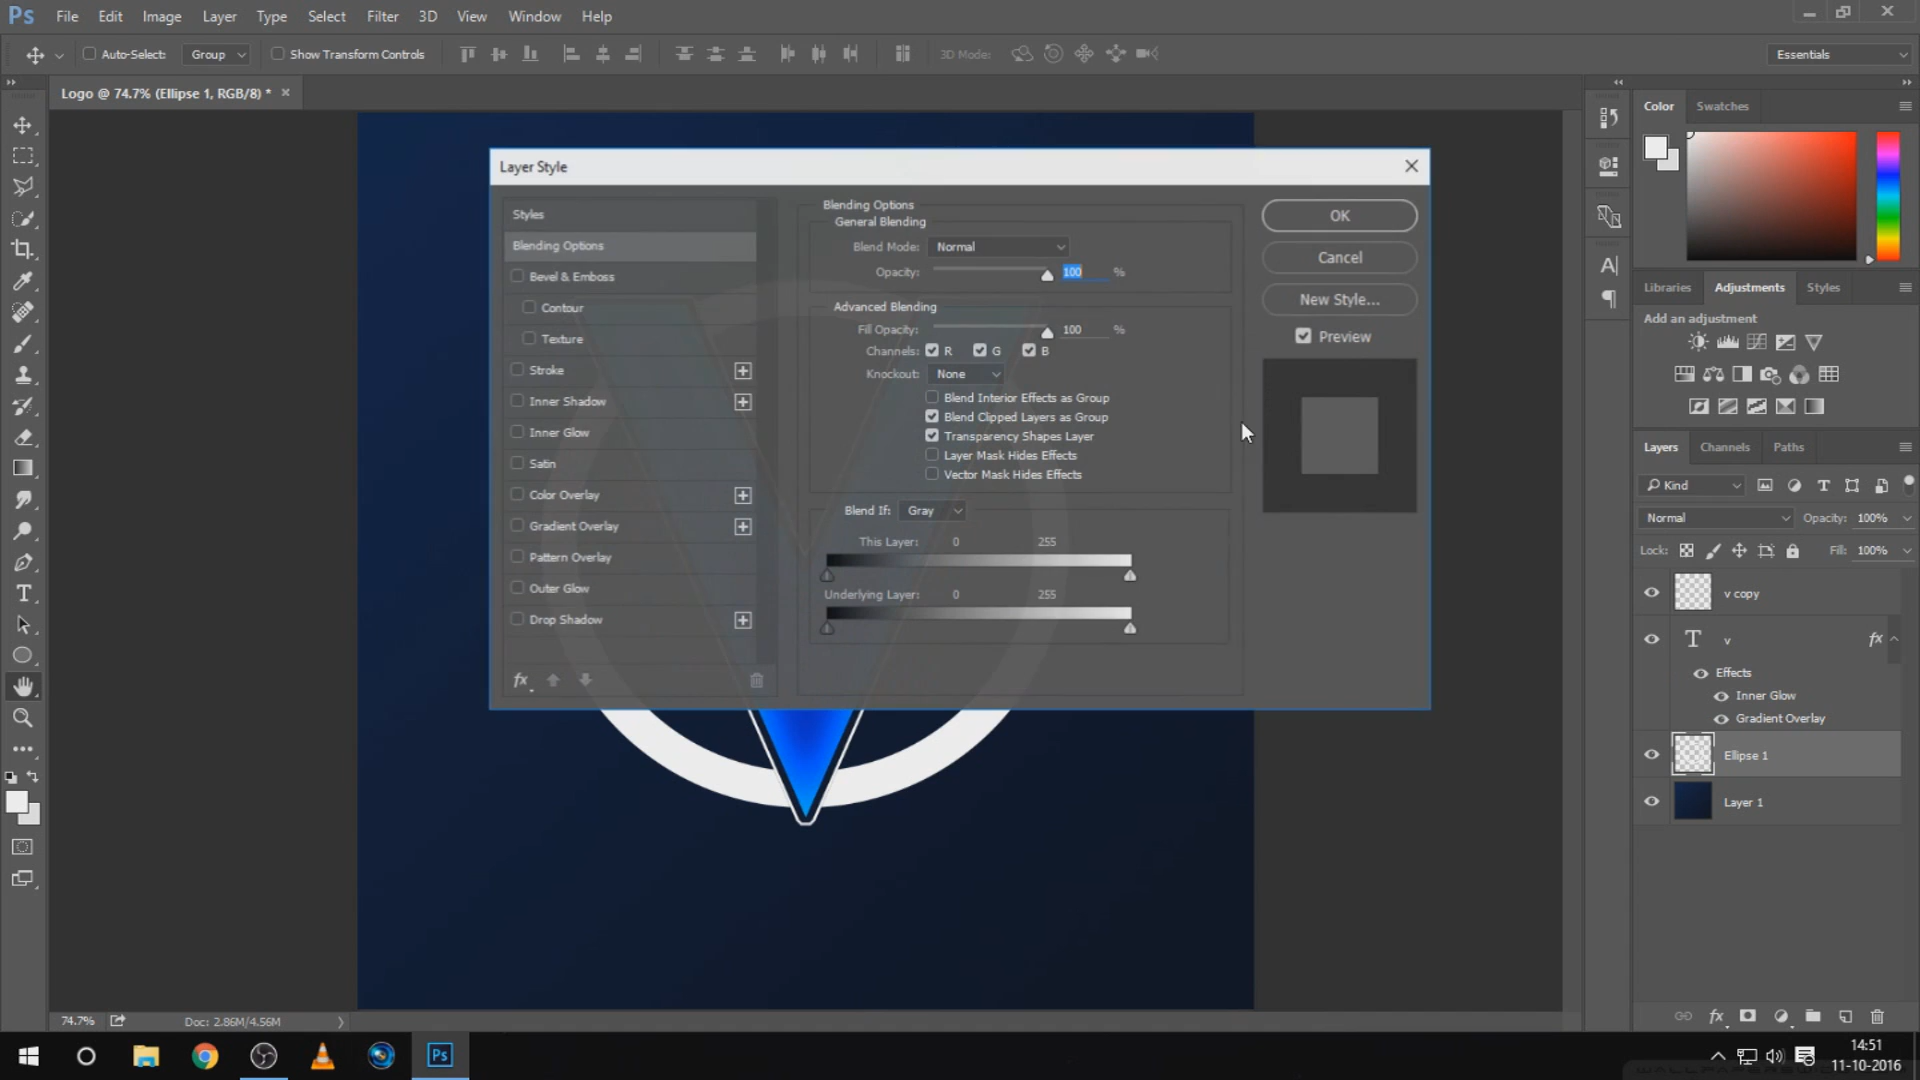 Ps File Edit Image Layer Type Select Filter 3D View Window Help
Auto-Select: Group Show Transform Controls 3D Mode: Essentials
Logo @ 74.7% (Ellipse 1, RGB/8) * ×
Layer Style
Styles
Blending Options
Bevel & Emboss
Contour
Texture
Stroke
Inner Shadow
Inner Glow
Satin
Color Overlay
Gradient Overlay
Pattern Overlay
Outer Glow
Drop Shadow
fx
Blending Options
General Blending
Blend Mode: Normal
Opacity: 100 %
Advanced Blending
Fill Opacity: 100 %
Channels: R G B
Knockout: None
Blend Interior Effects as Group
Blend Clipped Layers as Group
Transparency Shapes Layer
Layer Mask Hides Effects
Vector Mask Hides Effects
Blend If: Gray
This Layer: 0 255
Underlying Layer: 0 255
OK
Cancel
New Style...
Preview
Color Swatches
Libraries Adjustments Styles
Add an adjustment
Layers Channels Paths
Kind
Normal Opacity: 100%
Lock: Fill: 100%
v copy
v fx
Effects
Inner Glow
Gradient Overlay
Ellipse 1
Layer 1
fx
74.7% Doc: 2.86M/4.56M
Ps
14:51
11-10-2016